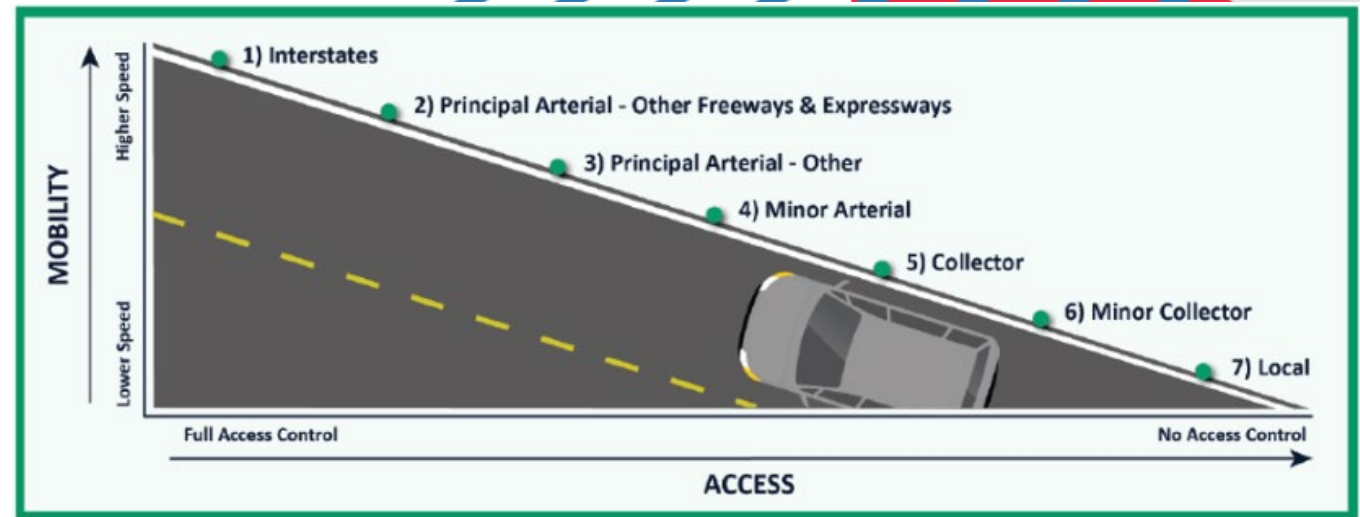 MOBILITY
Higher Speed
Lower Speed
1) Interstates
2) Principal Arterial - Other Freeways & Expressways
3) Principal Arterial - Other
4) Minor Arterial
5) Collector
6) Minor Collector
7) Local
Full Access Control
No Access Control
ACCESS